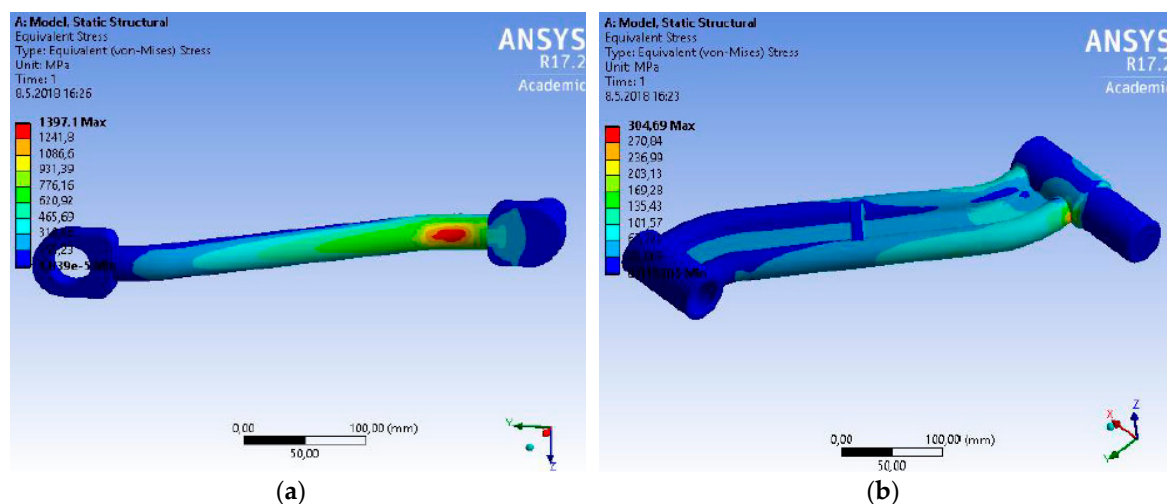 A: Model, Static Structural
Equivalent Stress
Type: Equivalent (von-Mises) Stress
Unit: MPa
Time: 1
8.5.2018 16:26
ANSYS
R17.2
Academic
1397.1 Max
1241,8
1086,6
931,39
776,16
620,92
465,69
0,00
100,00 (mm)
50,00
Y
Z
(a)
A: Model, Static Structural
Equivalent Stress
Type: Equivalent (von-Mises) Stress
Unit: MPa
Time: 1
8.5.2018 16:23
ANSYS
R17.2
Academic
304,69 Max
270,84
236,99
203,13
169,28
135,43
101,57
0,00
100,00 (mm)
50,00
X
Z
Y
(b)